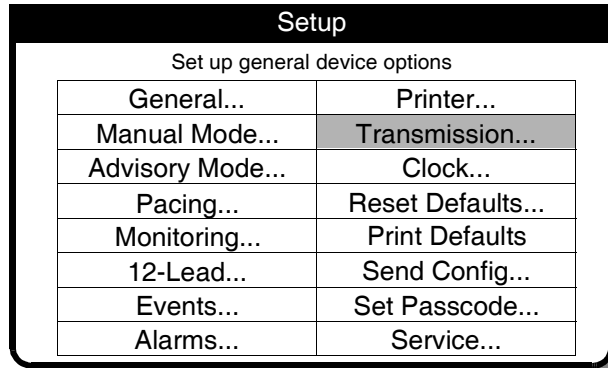 Setup
Set up general device options
General... Printer...
Manual Mode... Transmission...
Advisory Mode... Clock...
Pacing... Reset Defaults...
Monitoring... Print Defaults
12-Lead... Send Config...
Events... Set Passcode...
Alarms... Service...